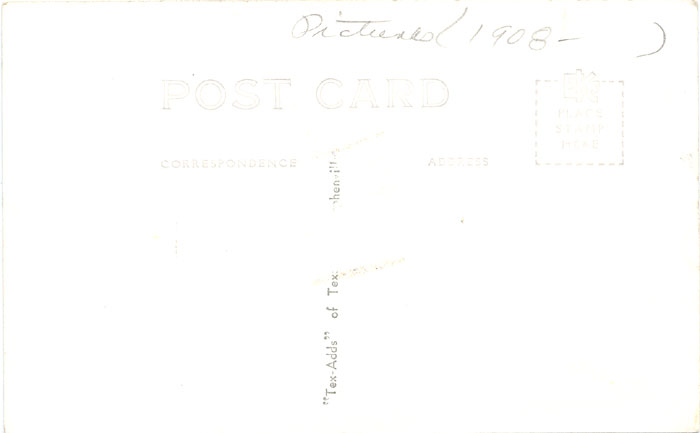 Pictures (1908- )
POST CARD
PLACE
STAMP
HERE
CORRESPONDENCE
ADDRESS
"Tex-Adds" of Tex